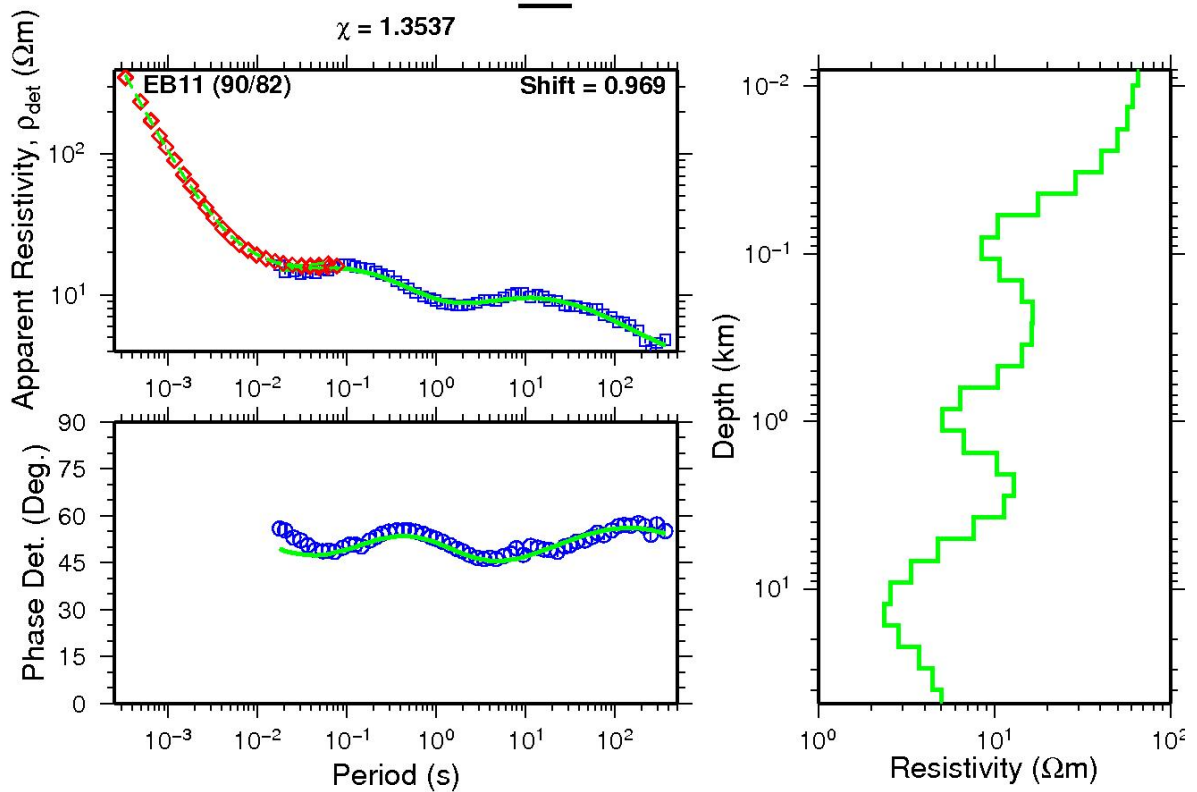 χ = 1.3537
EB11 (90/82)
Shift = 0.969
Apparent Resistivity, ρdet (Ωm)
10²
10¹
10⁻³ 10⁻² 10⁻¹ 10⁰ 10¹ 10²
Phase Det. (Deg.)
90
75
60
45
30
15
0
10⁻³ 10⁻² 10⁻¹ 10⁰ 10¹ 10²
Period (s)
Depth (km)
10⁻²
10⁻¹
10⁰
10¹
10⁰ 10¹ 10²
Resistivity (Ωm)